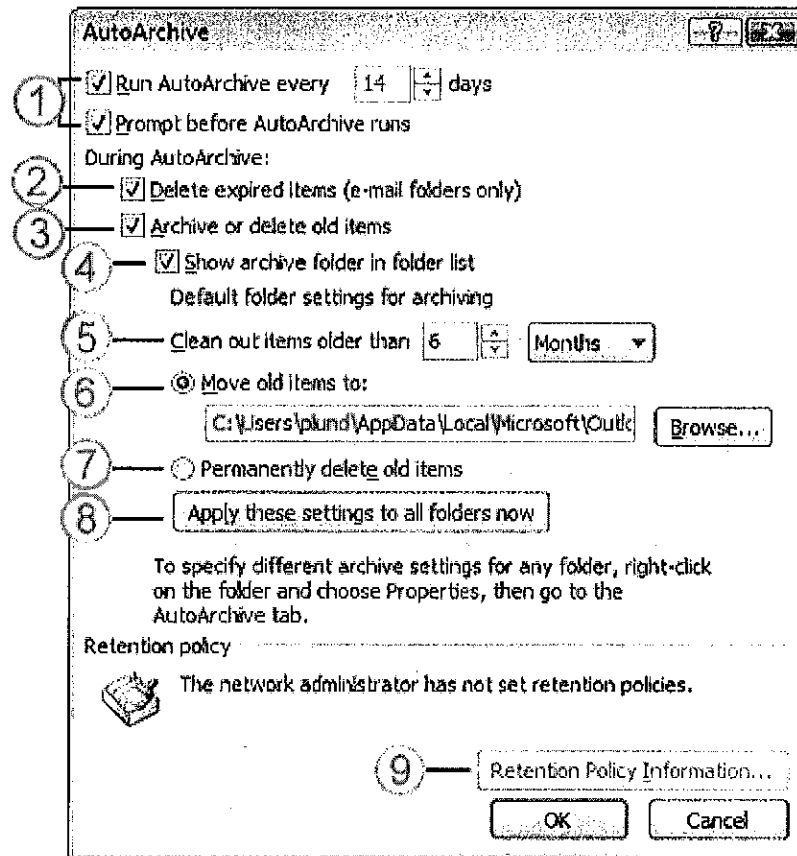 AutoArchive
?
1
Run AutoArchive every 14 days
Prompt before AutoArchive runs
During AutoArchive:
2 Delete expired items (e-mail folders only)
3 Archive or delete old items
4 Show archive folder in folder list
Default folder settings for archiving
5 Clean out items older than 6 Months
6 Move old items to:
C:\Users\plund\AppData\Local\Microsoft\Outlc Browse...
7 Permanently delete old items
8 Apply these settings to all folders now
To specify different archive settings for any folder, right-click
on the folder and choose Properties, then go to the
AutoArchive tab.
Retention policy
The network administrator has not set retention policies.
9 Retention Policy Information...
OK Cancel